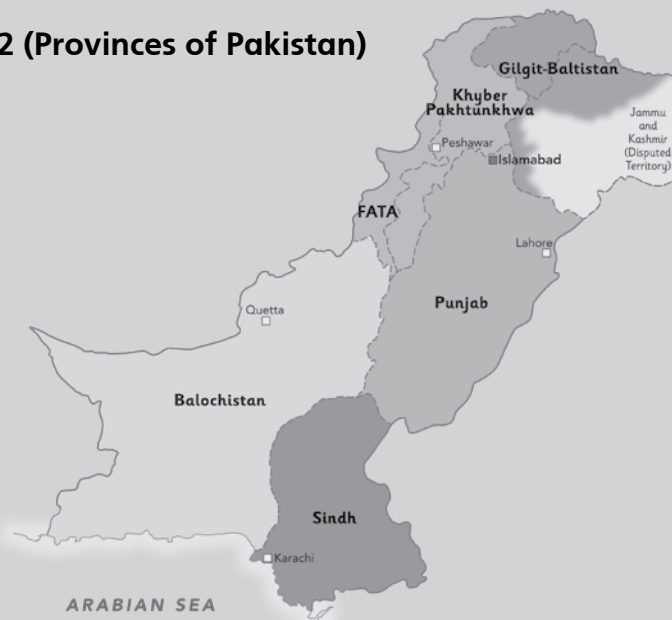 2 (Provinces of Pakistan)
Gilgit-Baltistan
Khyber
Pakhtunkhwa
Jammu
and
Kashmir
(Disputed
Territory)
Peshawar
Islamabad
FATA
Lahore
Punjab
Quetta
Balochistan
Sindh
Karachi
ARABIAN SEA